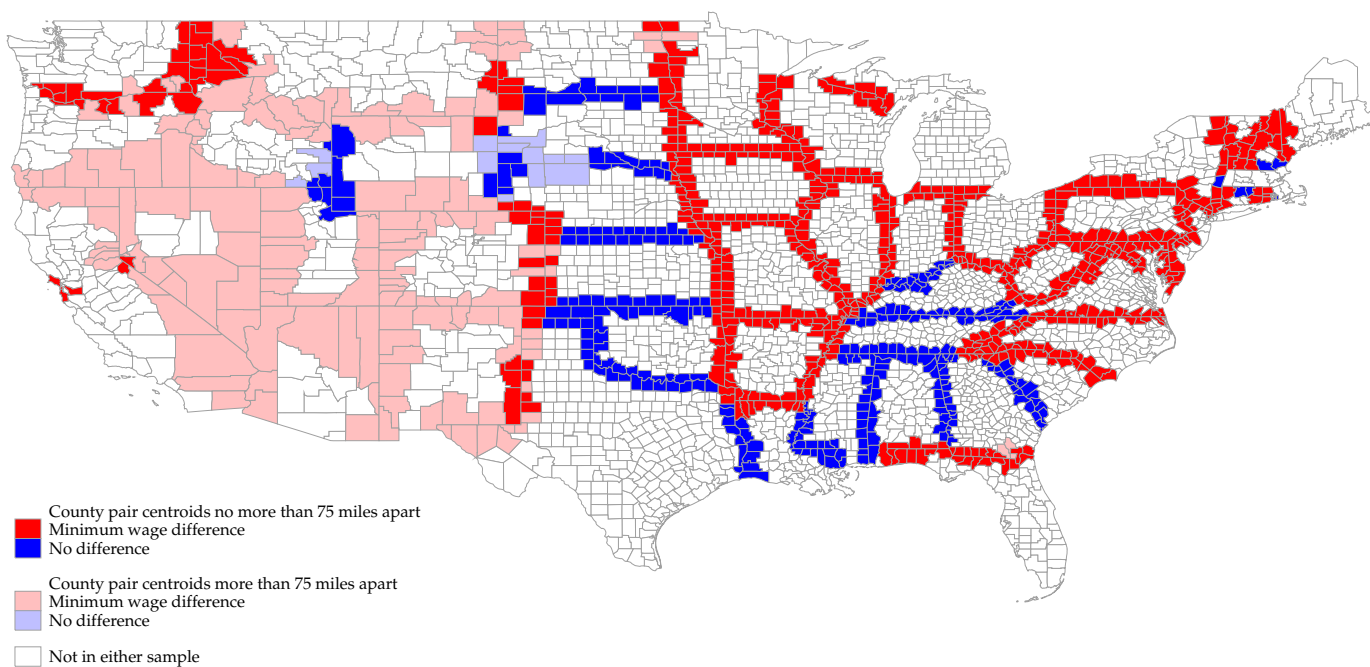 County pair centroids no more than 75 miles apart
Minimum wage difference
No difference
County pair centroids more than 75 miles apart
Minimum wage difference
No difference
Not in either sample